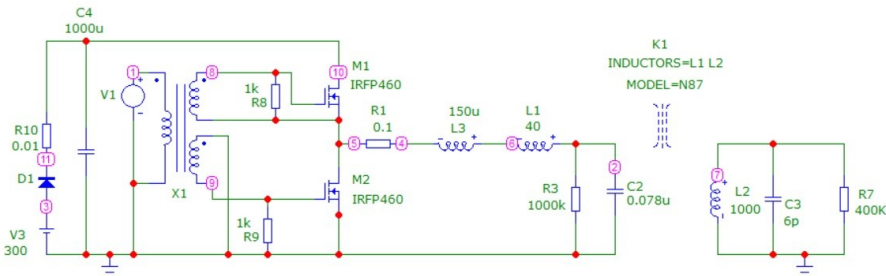 C4
1000u
K1
INDUCTORS=L1 L2
MODEL=N87
1
8
10
M1
IRFP460
V1
+
-
1k
R8
R10
0.01
11
D1
3
V3
300
X1
9
1k
R9
5
R1
0.1
4
150u
L3
-
+
6
L1
40
-
+
M2
IRFP460
R3
1000k
2
C2
0.078u
7
+
L2
1000
-
C3
6p
R7
400K